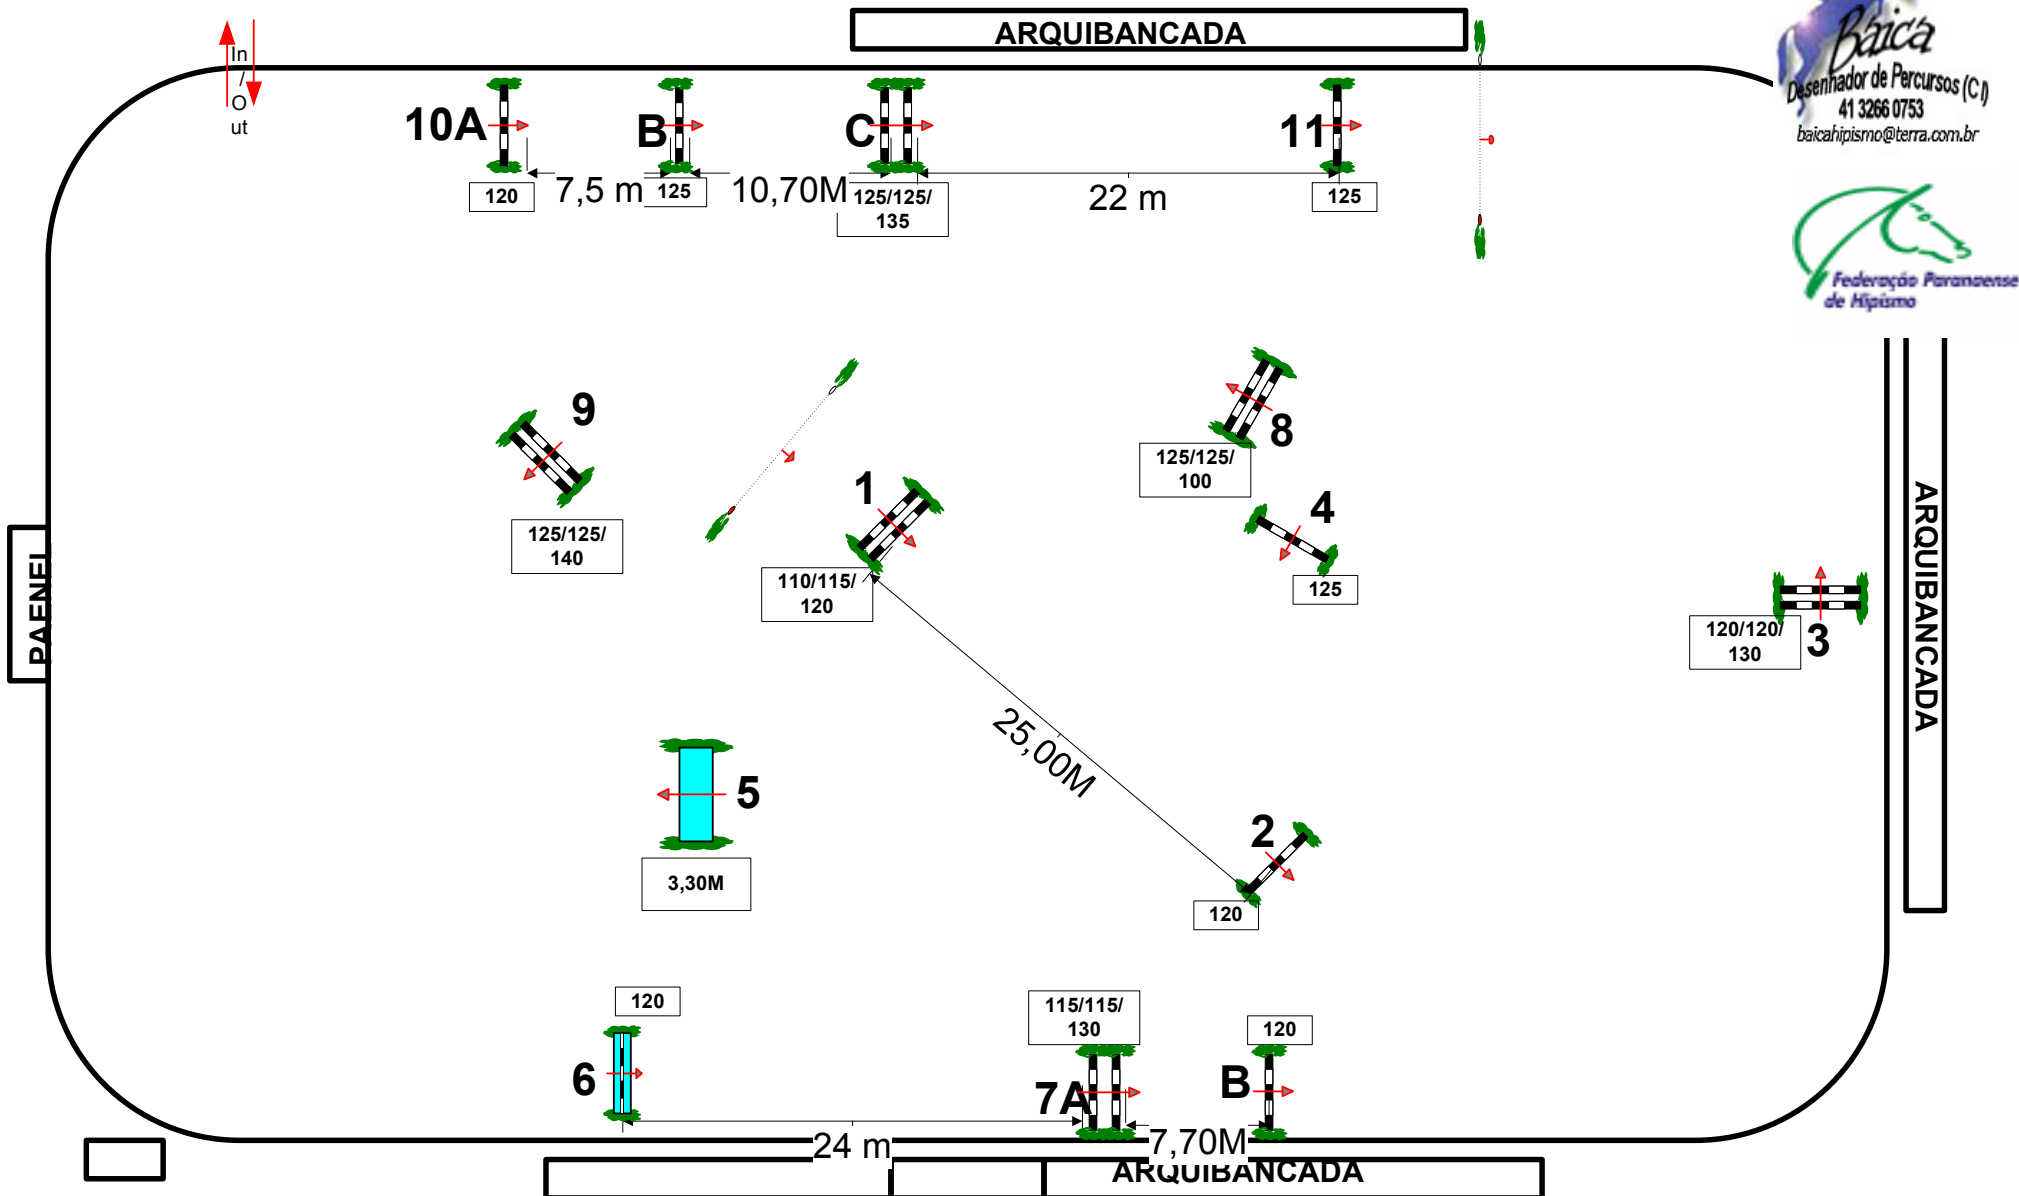 ARQUIBANCADA
Baica
Desenhador de Percursos (CI)
41 3266 0753
baicahipismo@terra.com.br
In
/
O
ut
10A
B
C
11
120
7,5 m
125
10,70M
125/125/
135
22 m
125
Federação Paranaense
de Hipismo
9
125/125/
140
1
110/115/
120
8
125/125/
100
4
125
ARQUIBANCADA
PAENEL
120/120/
130
3
25,00M
5
3,30M
2
120
120
6
24 m
115/115/
130
7A
7,70M
120
B
ARQUIBANCADA